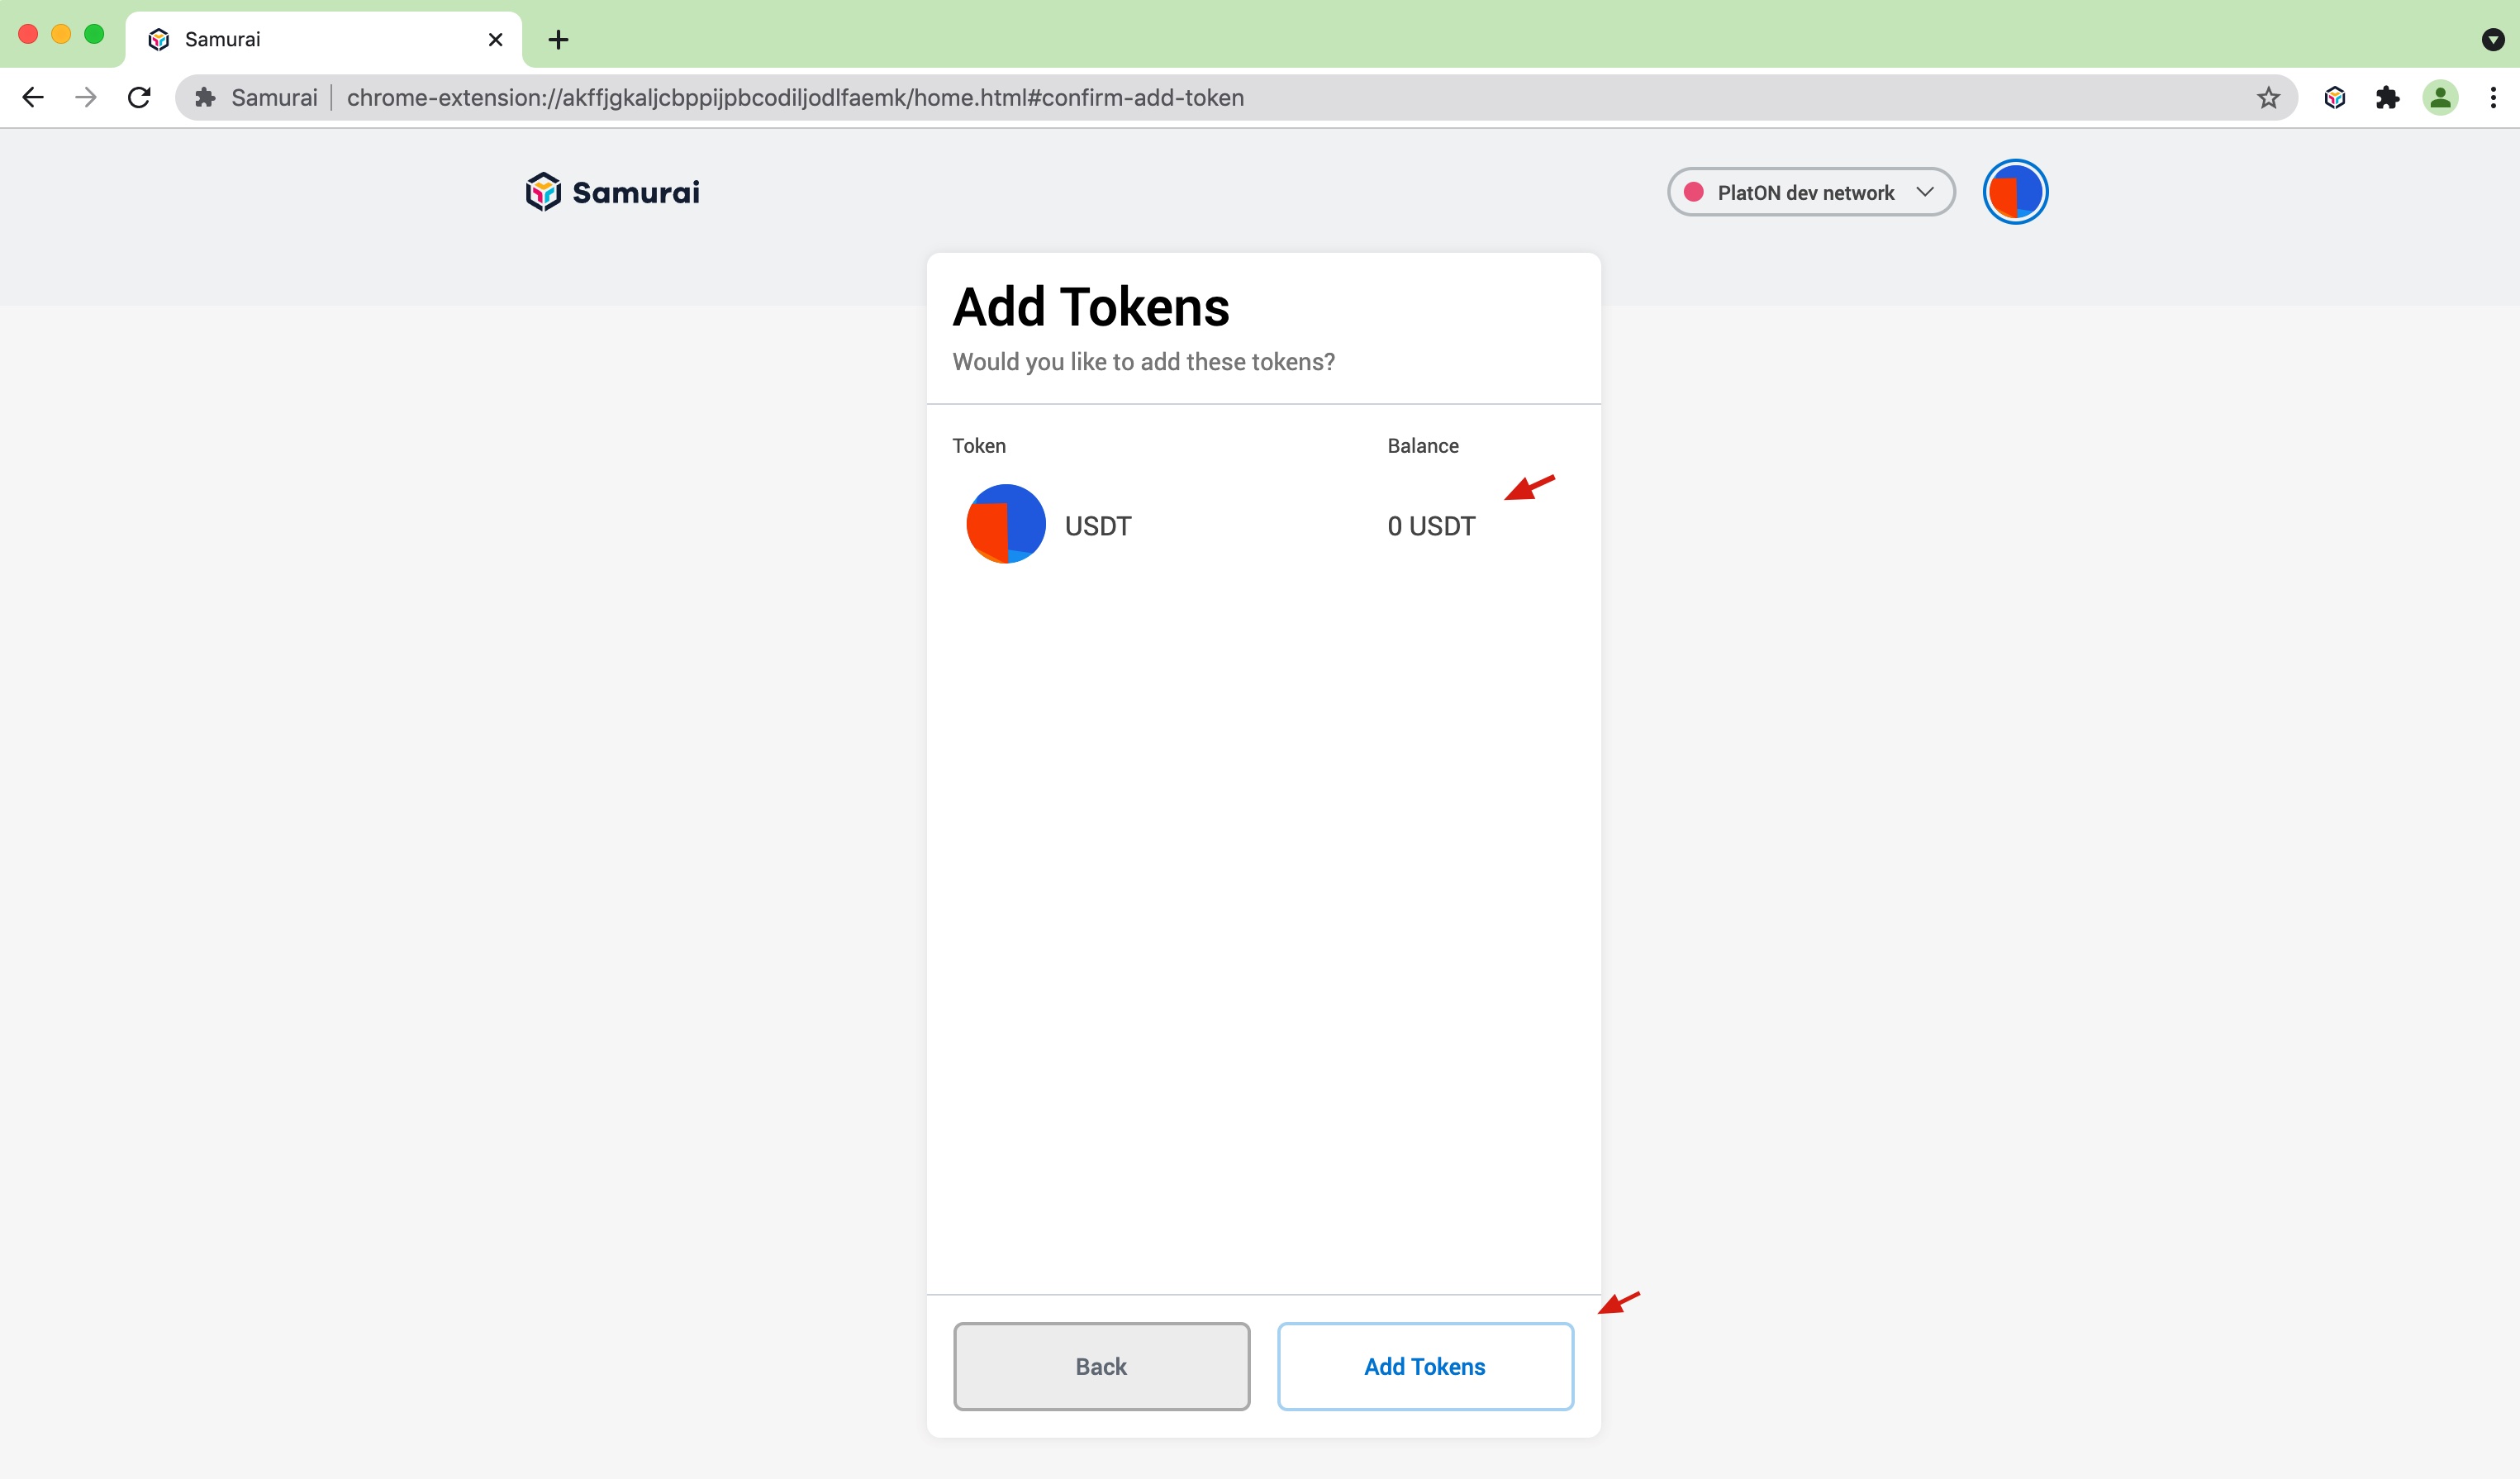 Samurai
Samurai | chrome-extension://akffjgkaljcbppijpbcodiljodlfaemk/home.html#confirm-add-token
Samurai
PlatON dev network
Add Tokens
Would you like to add these tokens?
Token Balance
USDT 0 USDT
Back Add Tokens